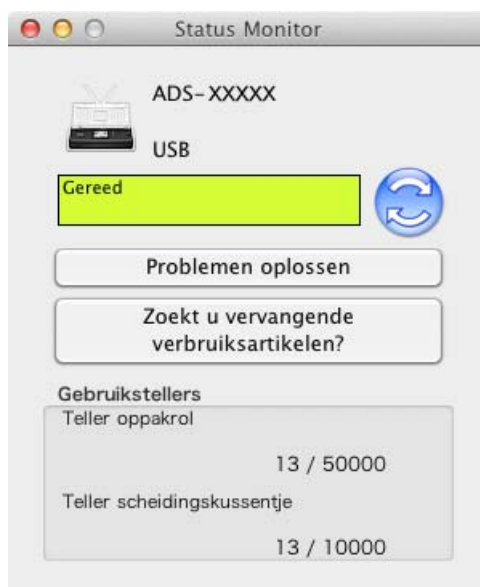 Status Monitor
ADS-XXXXX
USB
Gereed
Problemen oplossen
Zoekt u vervangende
verbruiksartikelen?
Gebruikstellers
Teller oppakrol
13 / 50000
Teller scheidingskussentje
13 / 10000